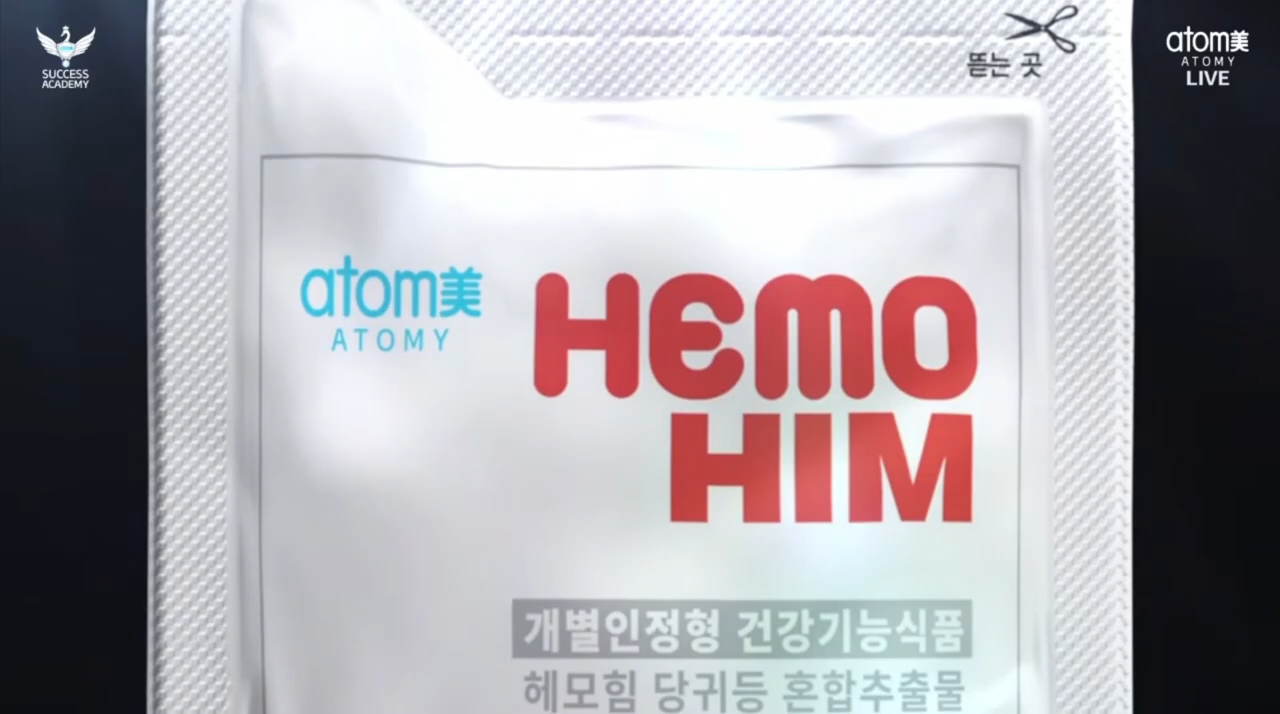 SUCCESS
ACADEMY
뜯는 곳
atom美
ATOMY
LIVE
atom美
ATOMY
HEMO
HIM
개별인정형 건강기능식품
헤모힘 당귀등 혼합추출물